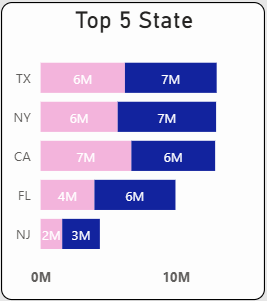 Top 5 State
TX 6M 7M
NY 6M 7M
CA 7M 6M
FL 4M 6M
NJ 2M 3M
0M 10M